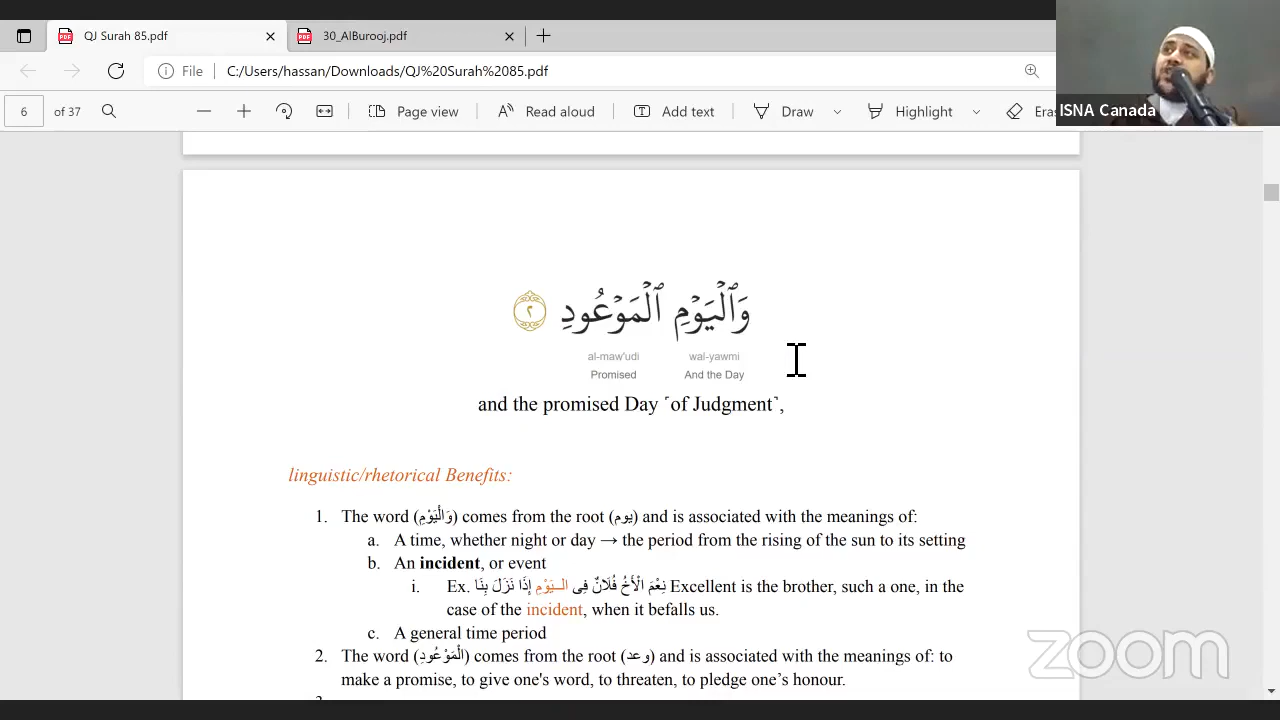 QJ Surah 85.pdf
30_AlBurooj.pdf
File
C:/Users/hassan/Downloads/QJ%20Surah%2085.pdf
6 of 37
Page view
Read aloud
Add text
Draw
Highlight
ISNA Canada
وَٱلْيَوْمِ ٱلْمَوْعُودِ ٢
al-maw'udi wal-yawmi
Promised And the Day
and the promised Day ˹of Judgment˺,
linguistic/rhetorical Benefits:
1. The word (وَالْيَوْمِ) comes from the root (يوم) and is associated with the meanings of:
a. A time, whether night or day → the period from the rising of the sun to its setting
b. An incident, or event
i. Ex. نِعْمَ الْأَخُ فُلَانٌ فِى الْـيَوْمِ إِذَا نَزَلَ بِنَا Excellent is the brother, such a one, in the
case of the incident, when it befalls us.
c. A general time period
2. The word (الْمَوْعُودِ) comes from the root (وعد) and is associated with the meanings of: to
make a promise, to give one's word, to threaten, to pledge one’s honour.
zoom